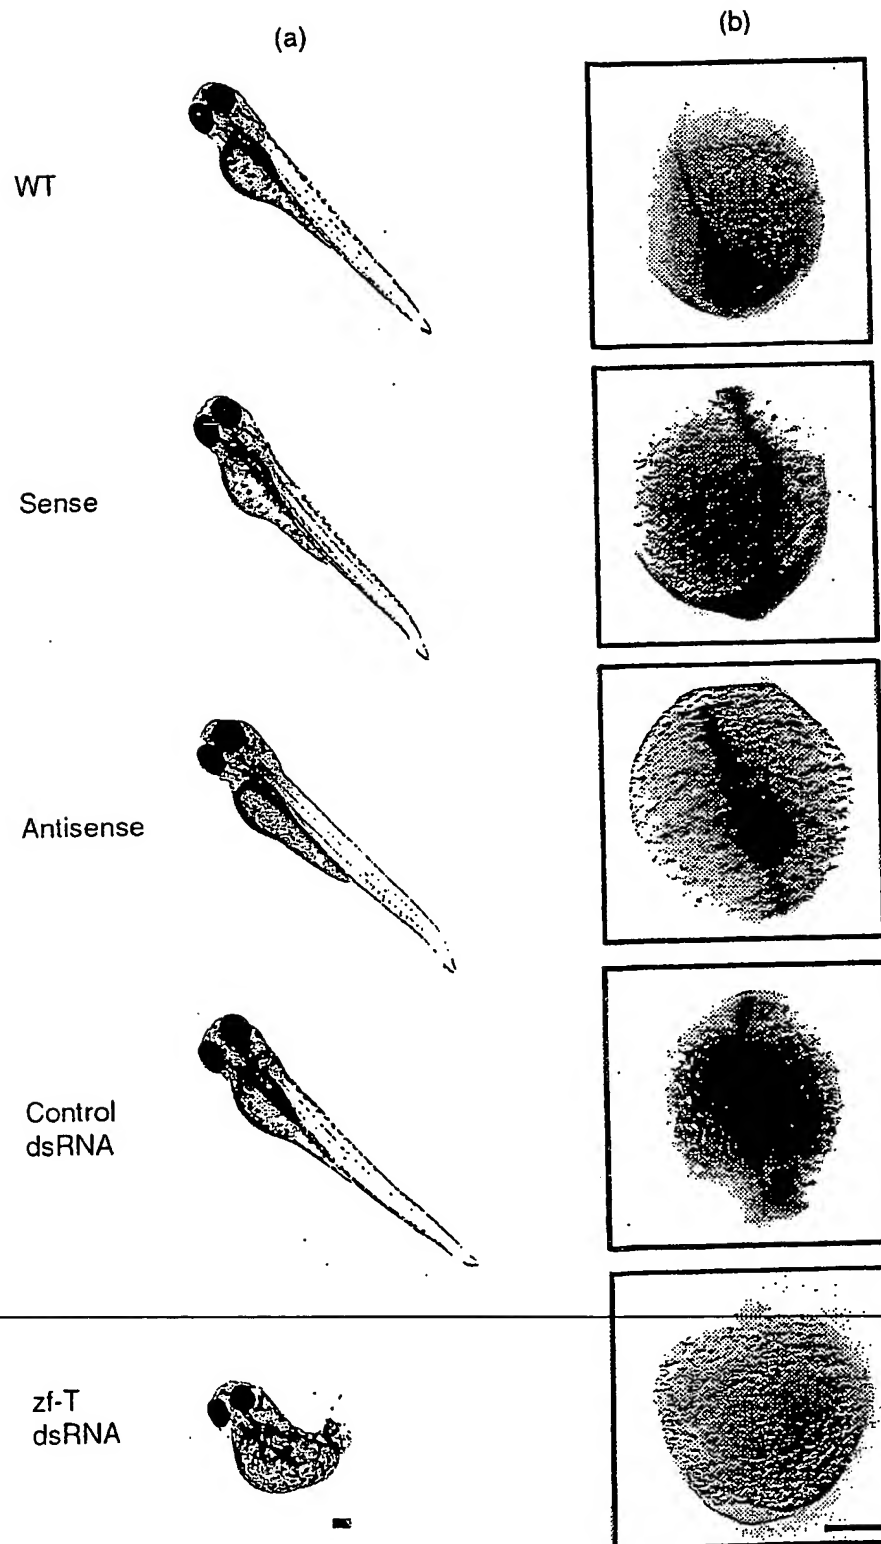 (a)
(b)
WT
Sense
Antisense
Control
dsRNA
zf-T
dsRNA